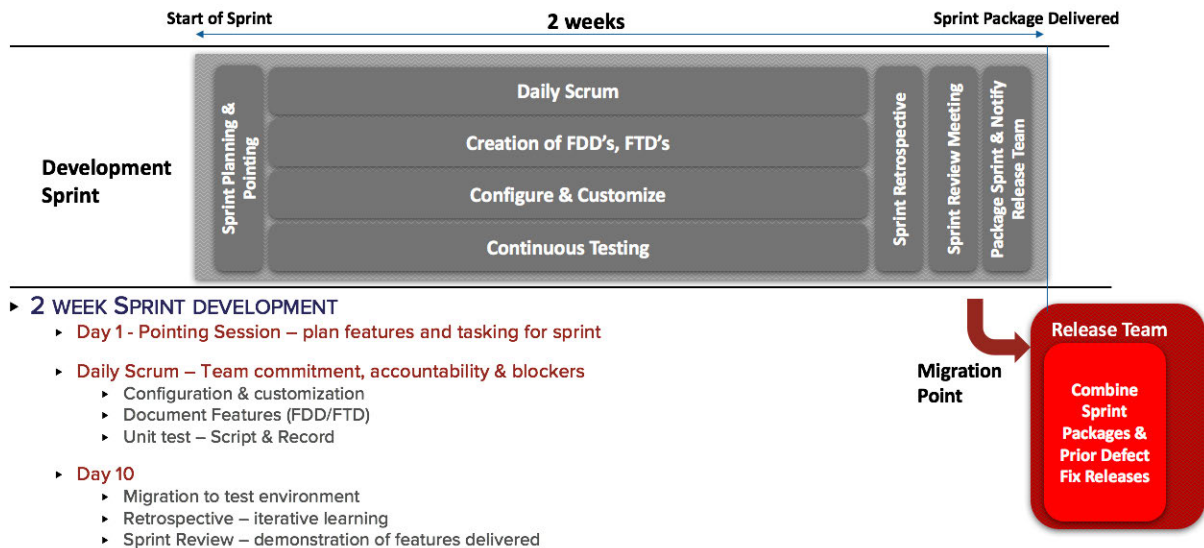 Start of Sprint
2 weeks
Sprint Package Delivered
Development
Sprint
Sprint Planning &
Pointing
Daily Scrum
Creation of FDD's, FTD's
Configure & Customize
Continuous Testing
Sprint Retrospective
Sprint Review Meeting
Package Sprint & Notify
Release Team
2 WEEK SPRINT DEVELOPMENT
Day 1 - Pointing Session – plan features and tasking for sprint
Daily Scrum – Team commitment, accountability & blockers
Configuration & customization
Document Features (FDD/FTD)
Unit test – Script & Record
Day 10
Migration to test environment
Retrospective – iterative learning
Sprint Review – demonstration of features delivered
Migration
Point
Release Team
Combine
Sprint
Packages &
Prior Defect
Fix Releases